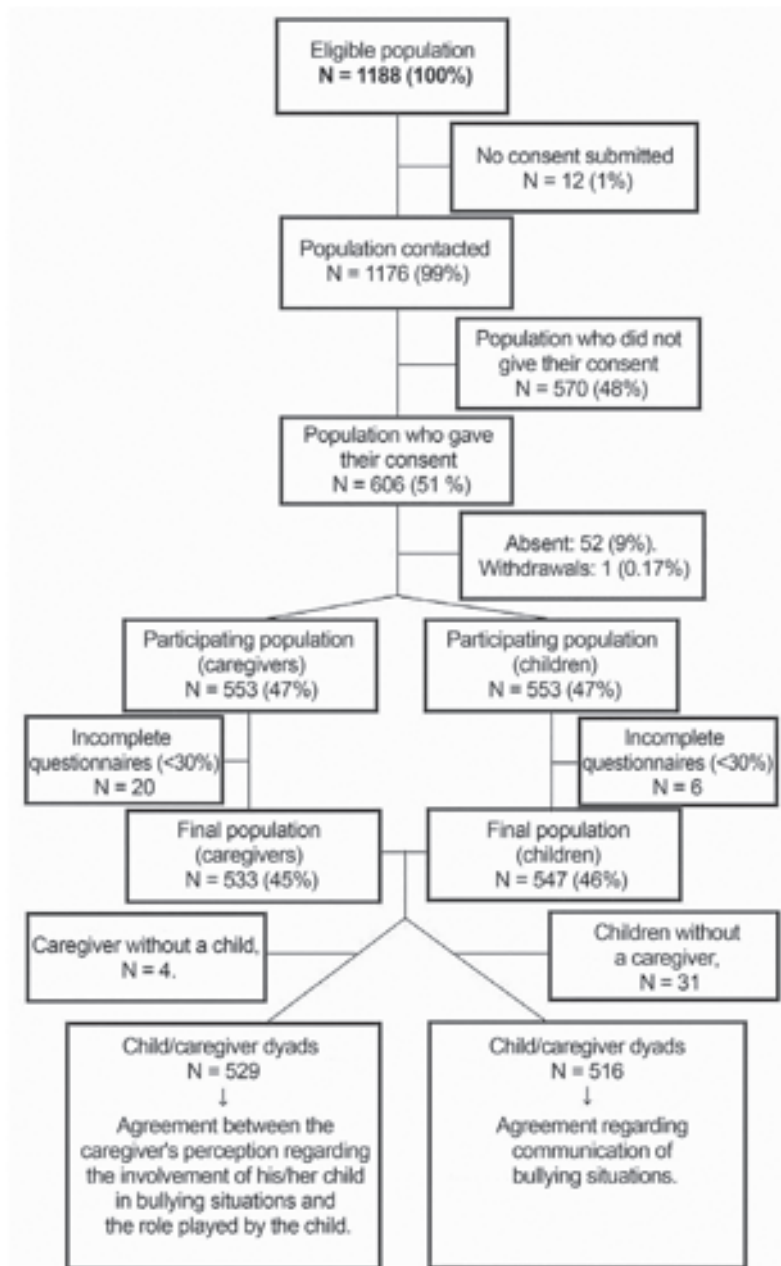 Eligible population
N = 1188 (100%)
No consent submitted
N = 12 (1%)
Population contacted
N = 1176 (99%)
Population who did not
give their consent
N = 570 (48%)
Population who gave
their consent
N = 606 (51 %)
Absent: 52 (9%).
Withdrawals: 1 (0.17%)
Participating population
(caregivers)
N = 553 (47%)
Participating population
(children)
N = 553 (47%)
Incomplete
questionnaires (<30%)
N = 20
Incomplete
questionnaires (<30%)
N = 6
Final population
(caregivers)
N = 533 (45%)
Final population
(children)
N = 547 (46%)
Caregiver without a child,
N = 4.
Children without
a caregiver,
N = 31
Child/caregiver dyads
N = 529
↓
Agreement between the
caregiver's perception regarding
the involvement of his/her child
in bullying situations and
the role played by the child.
Child/caregiver dyads
N = 516
↓
Agreement regarding
communication of
bullying situations.